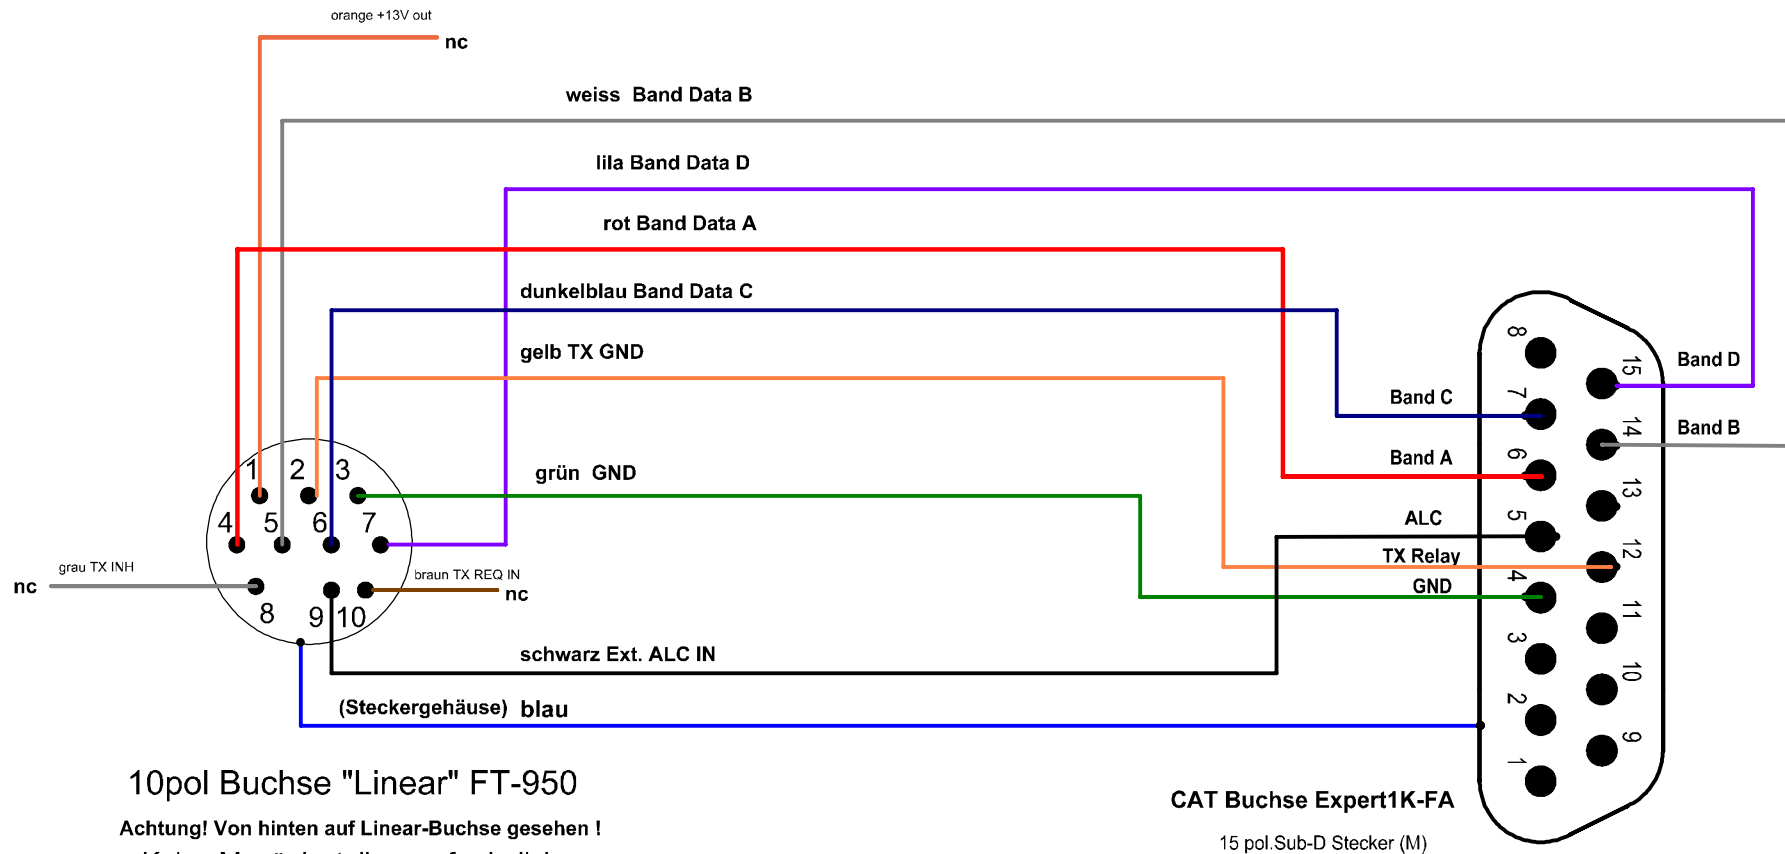 orange +13V out
nc
weiss Band Data B
lila Band Data D
rot Band Data A
dunkelblau Band Data C
gelb TX GND
grün GND
1 2 3
4 5 6 7
8 9 10
grau TX INH
nc
braun TX REQ IN
nc
schwarz Ext. ALC IN
(Steckergehäuse) blau
10pol Buchse "Linear" FT-950
Achtung! Von hinten auf Linear-Buchse gesehen !
Band C
Band A
ALC
TX Relay
GND
8
7
6
5
4
3
2
1
15
14
13
12
11
10
9
Band D
Band B
CAT Buchse Expert1K-FA
15 pol.Sub-D Stecker (M)